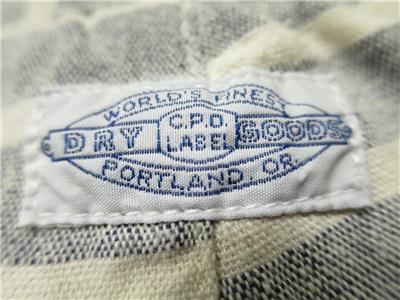 WORLD'S FINEST
DRY C.P.O. GOODS
LABEL
PORTLAND, OR.